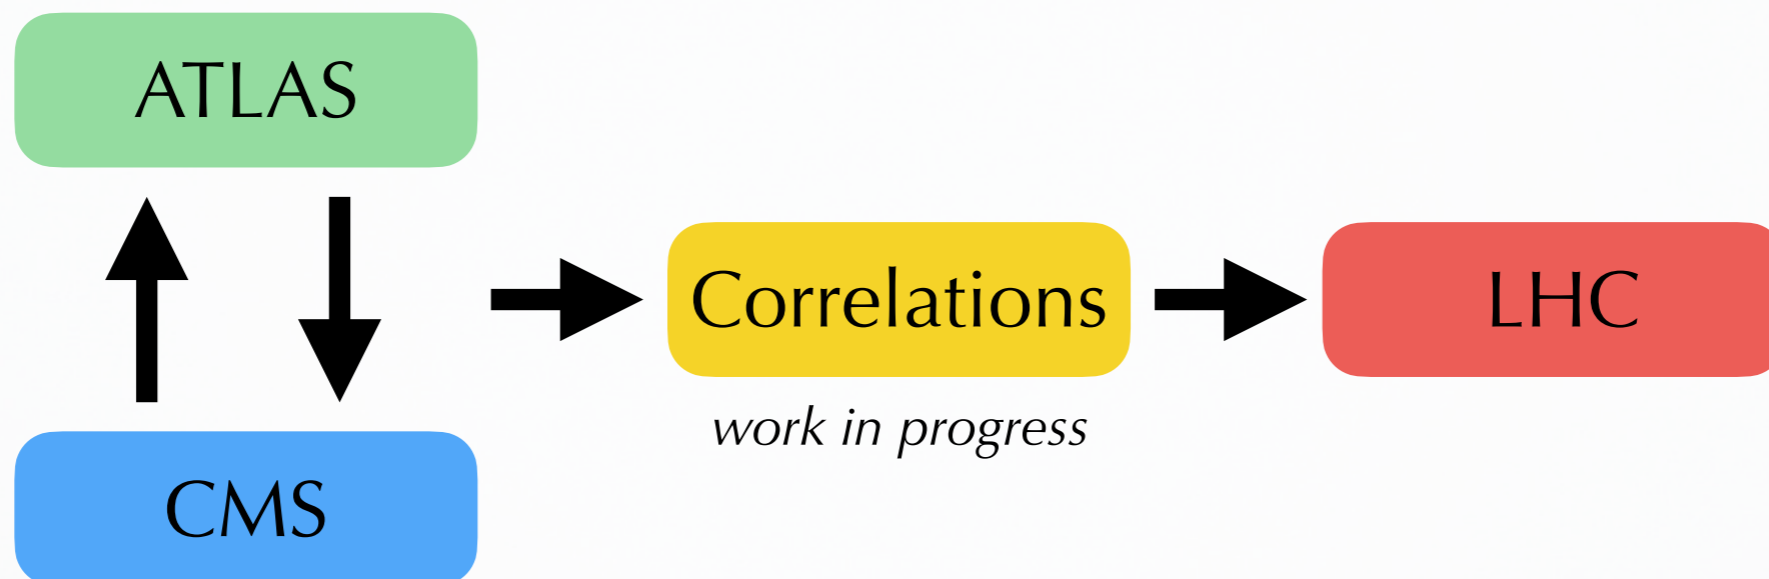 ATLAS
Correlations
LHC
work in progress
CMS